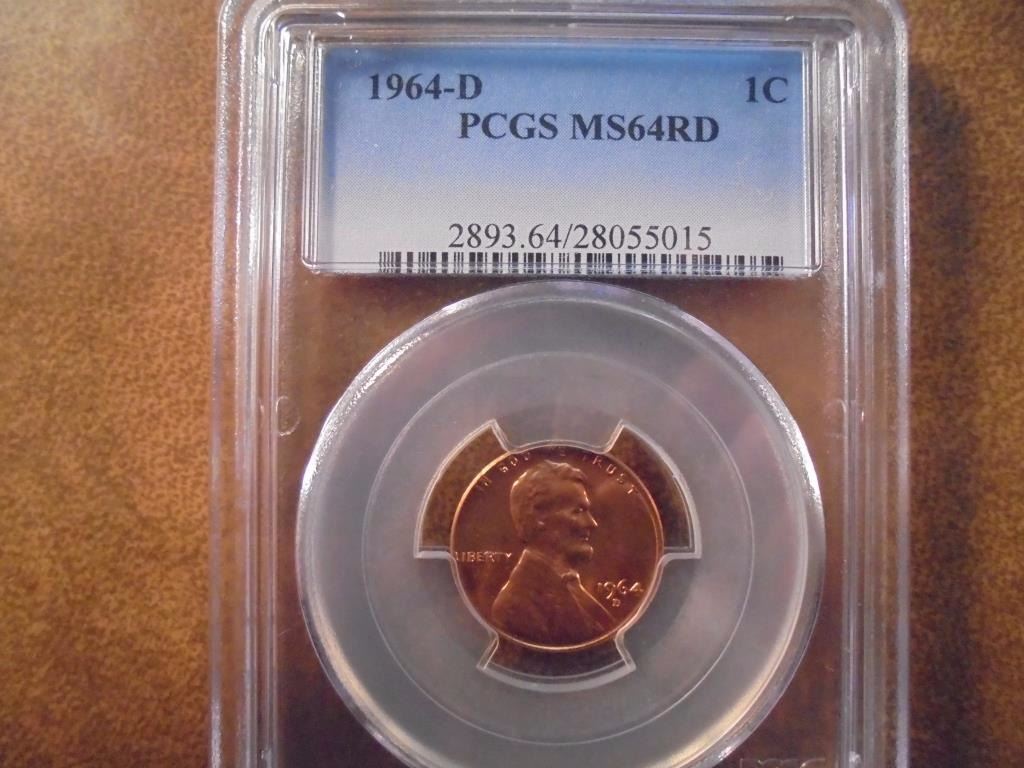 1964-D 1C
PCGS MS64RD
2893.64/28055015
IN GOD WE TRUST
LIBERTY
1964
D